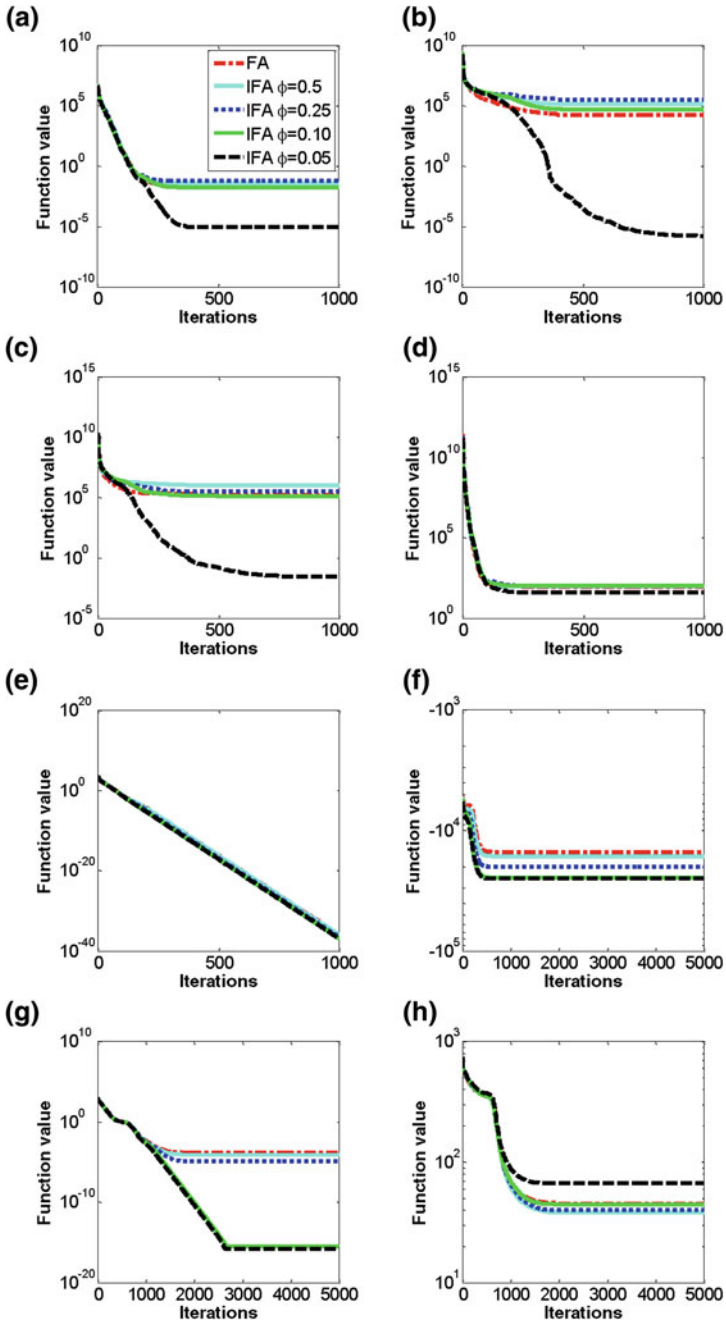 (a)
Function value
10^10
10^5
10^0
10^-5
10^-10
0 500 1000
Iterations
FA
IFA ϕ=0.5
IFA ϕ=0.25
IFA ϕ=0.10
IFA ϕ=0.05
(b)
Function value
10^10
10^5
10^0
10^-5
10^-10
0 500 1000
Iterations
(c)
Function value
10^15
10^10
10^5
10^0
10^-5
0 500 1000
Iterations
(d)
Function value
10^15
10^10
10^5
10^0
0 500 1000
Iterations
(e)
Function value
10^20
10^0
10^-20
10^-40
0 500 1000
Iterations
(f)
Function value
-10^3
-10^4
-10^5
0 1000 2000 3000 4000 5000
Iterations
(g)
Function value
10^10
10^0
10^-10
10^-20
0 1000 2000 3000 4000 5000
Iterations
(h)
Function value
10^3
10^2
10^1
0 1000 2000 3000 4000 5000
Iterations